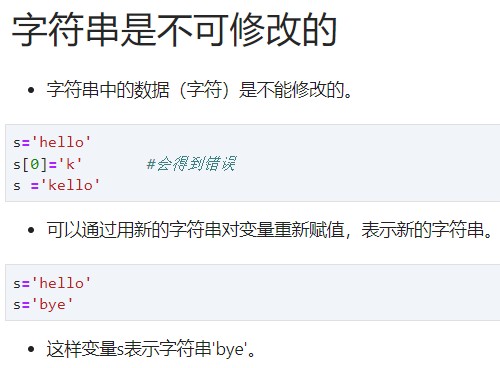 字符串是不可修改的
• 字符串中的数据（字符）是不能修改的。
s='hello'
s[0]='k'      #会得到错误
s ='kello'
• 可以通过用新的字符串对变量重新赋值，表示新的字符串。
s='hello'
s='bye'
• 这样变量s表示字符串'bye'。